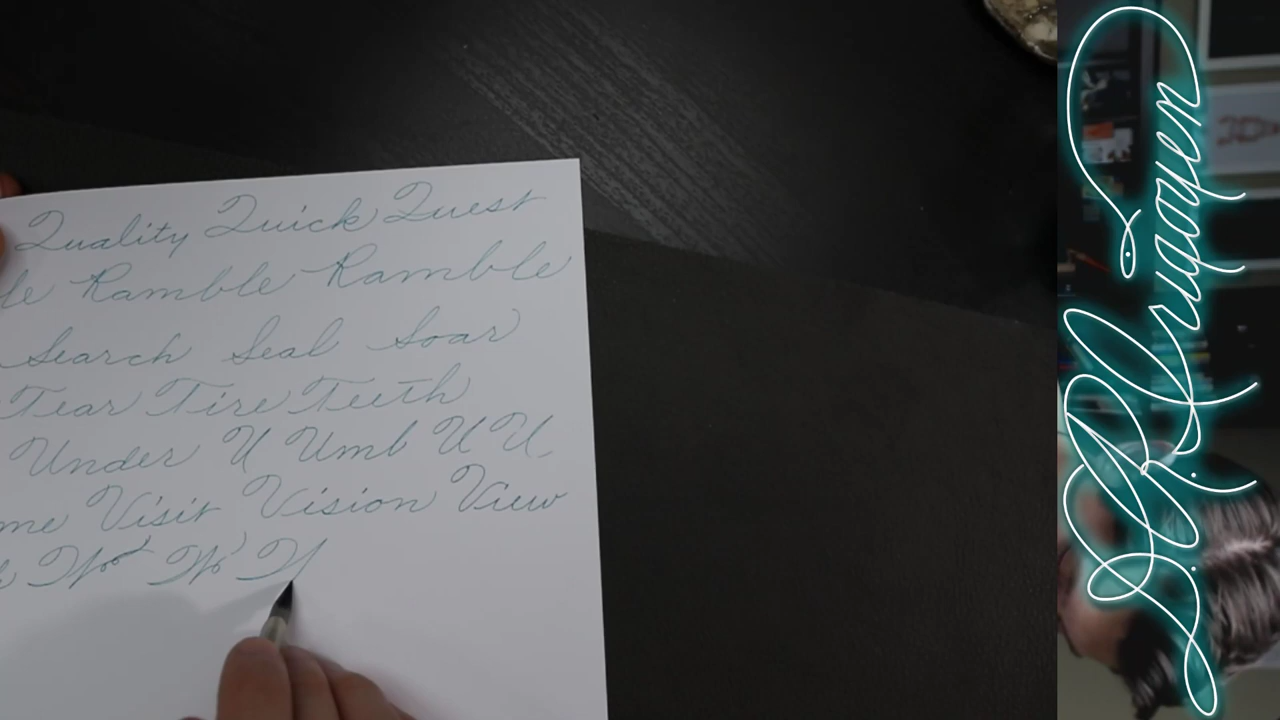 Quality Quick Quest
Ramble Ramble
Search Seal Soar
Tear Tire Teeth
Under U Umb U U
Visit Vision View